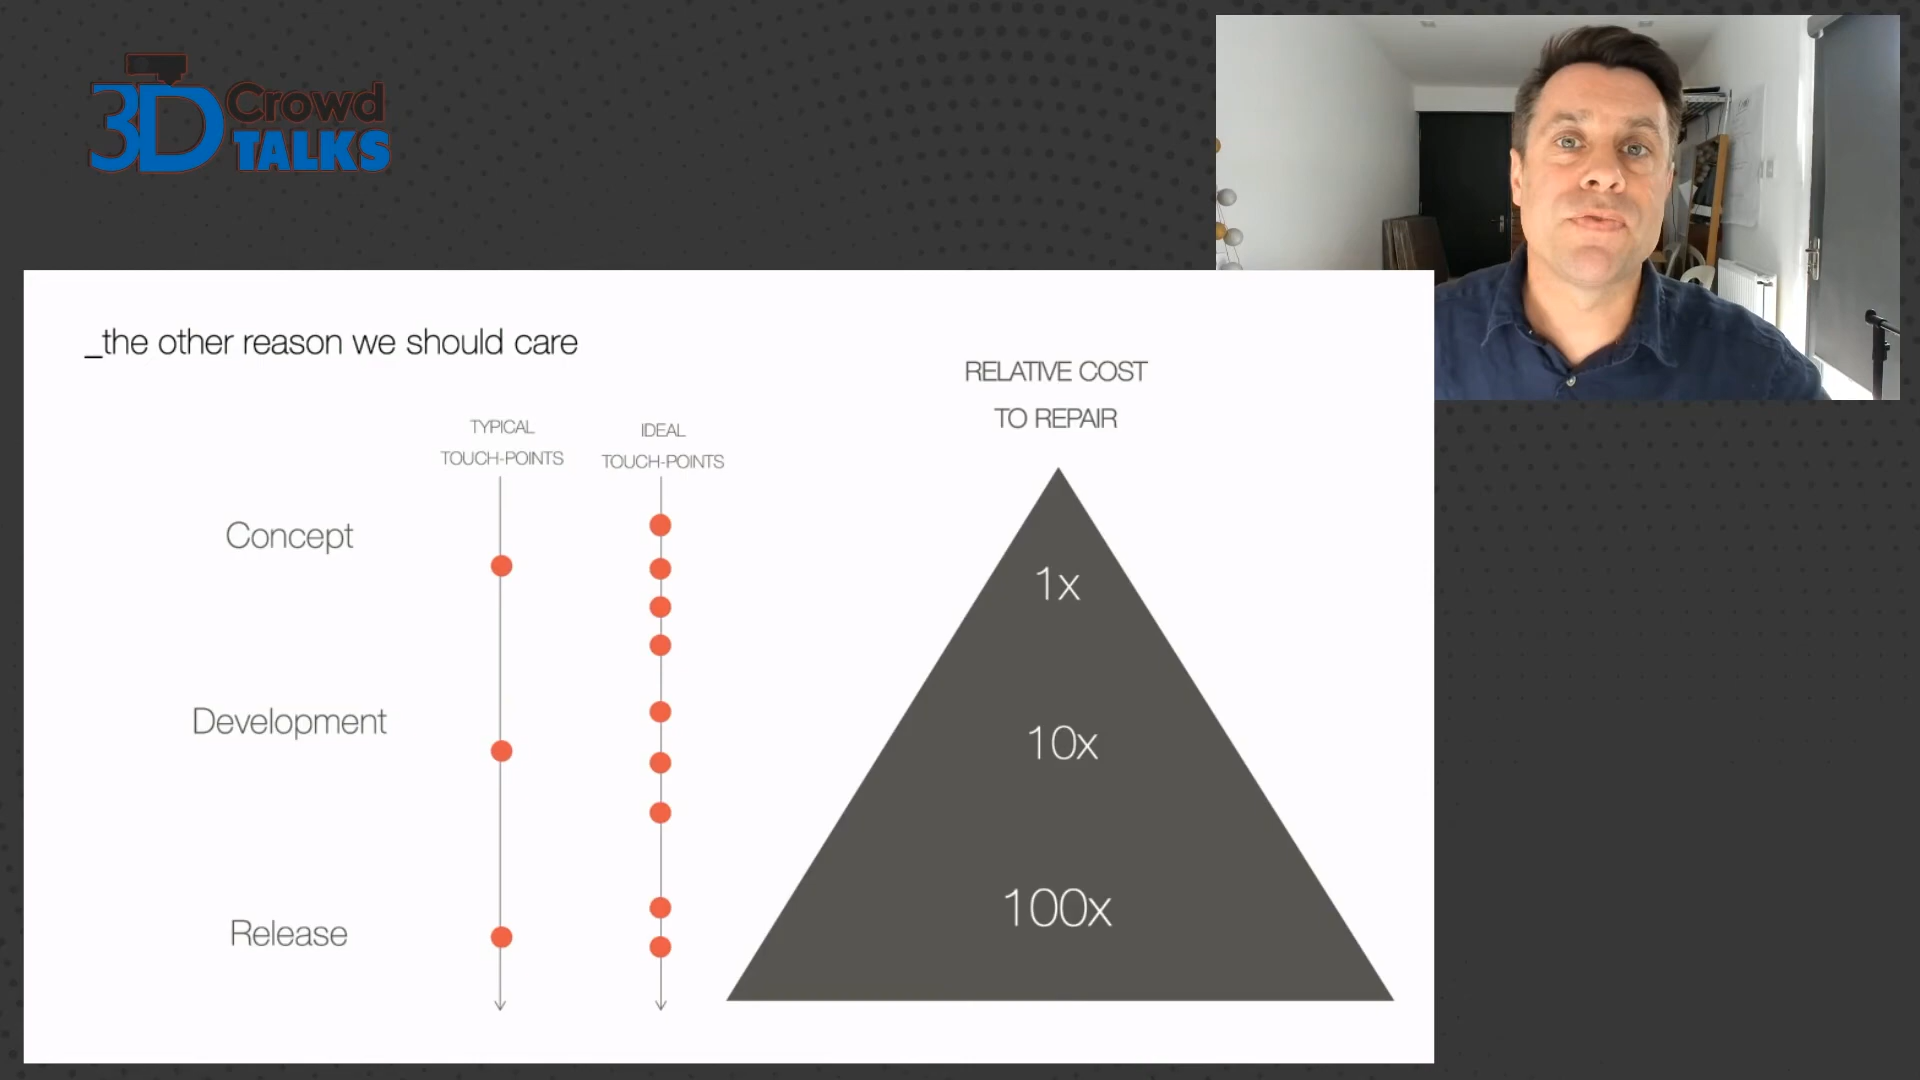 3D Crowd
TALKS
_the other reason we should care
TYPICAL
TOUCH-POINTS
IDEAL
TOUCH-POINTS
RELATIVE COST
TO REPAIR
Concept
1x
Development
10x
Release
100x